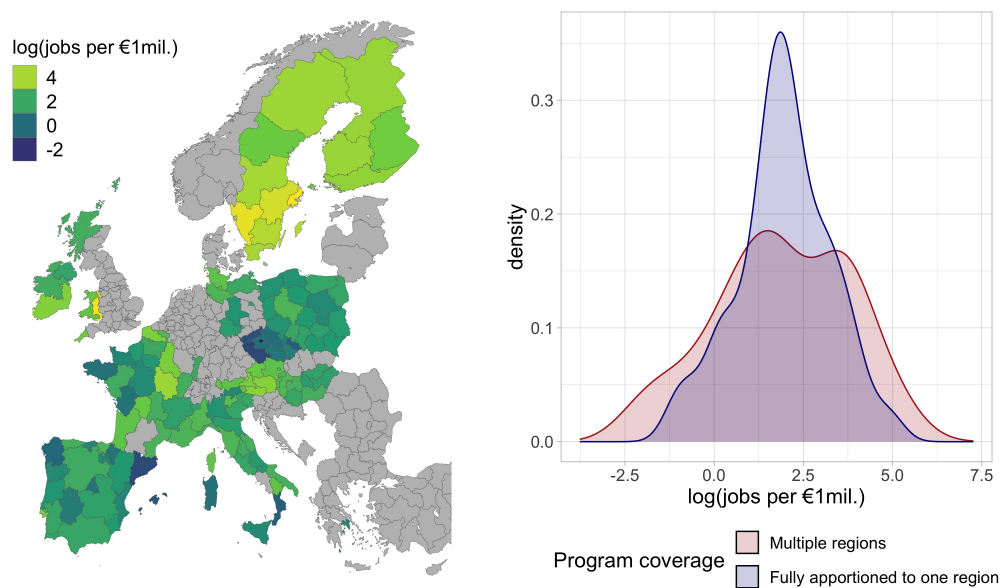 log(jobs per €1mil.)
4
2
0
-2
density
0.3
0.2
0.1
0.0
-2.5 0.0 2.5 5.0 7.5
log(jobs per €1mil.)
Program coverage
Multiple regions
Fully apportioned to one region